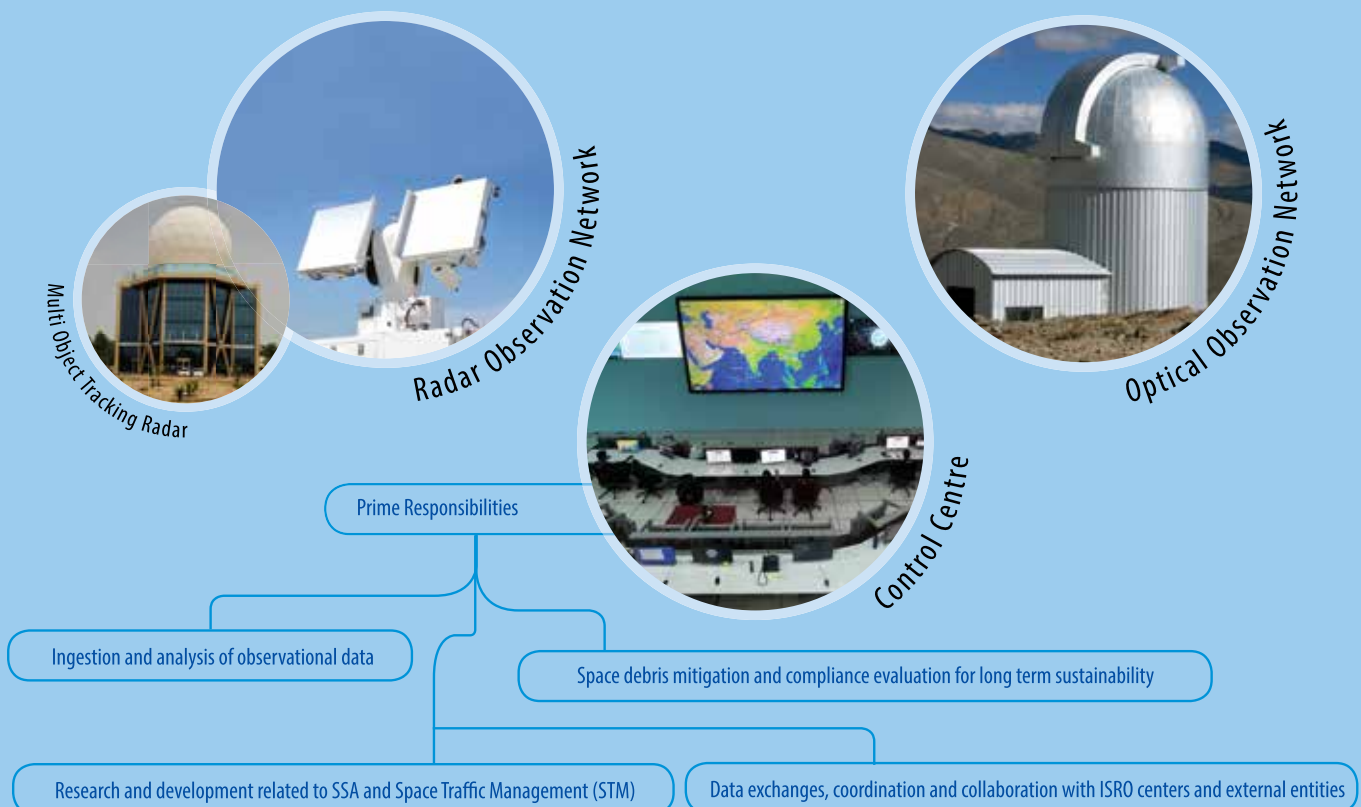 Multi Object Tracking Radar
Radar Observation Network
Optical Observation Network
Control Centre
Prime Responsibilities
Ingestion and analysis of observational data
Space debris mitigation and compliance evaluation for long term sustainability
Research and development related to SSA and Space Traffic Management (STM)
Data exchanges, coordination and collaboration with ISRO centers and external entities